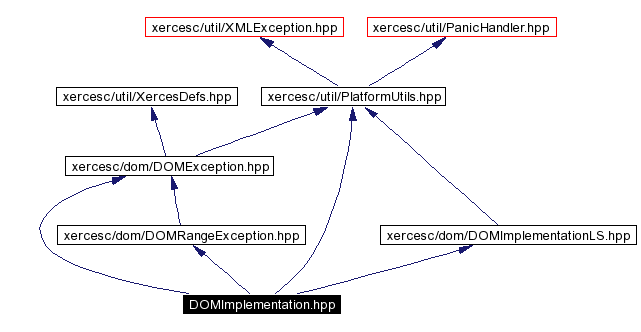 xercesc/util/XMLException.hpp
xercesc/util/PanicHandler.hpp
xercesc/util/XercesDefs.hpp
xercesc/util/PlatformUtils.hpp
xercesc/dom/DOMException.hpp
xercesc/dom/DOMRangeException.hpp
xercesc/dom/DOMImplementationLS.hpp
DOMImplementation.hpp